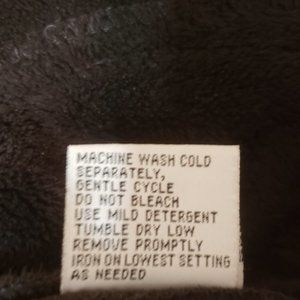 MACHINE WASH COLD
SEPARATELY,
GENTLE CYCLE
DO NOT BLEACH
USE MILD DETERGENT
TUMBLE DRY LOW
REMOVE PROMPTLY
IRON ON LOWEST SETTING
AS NEEDED